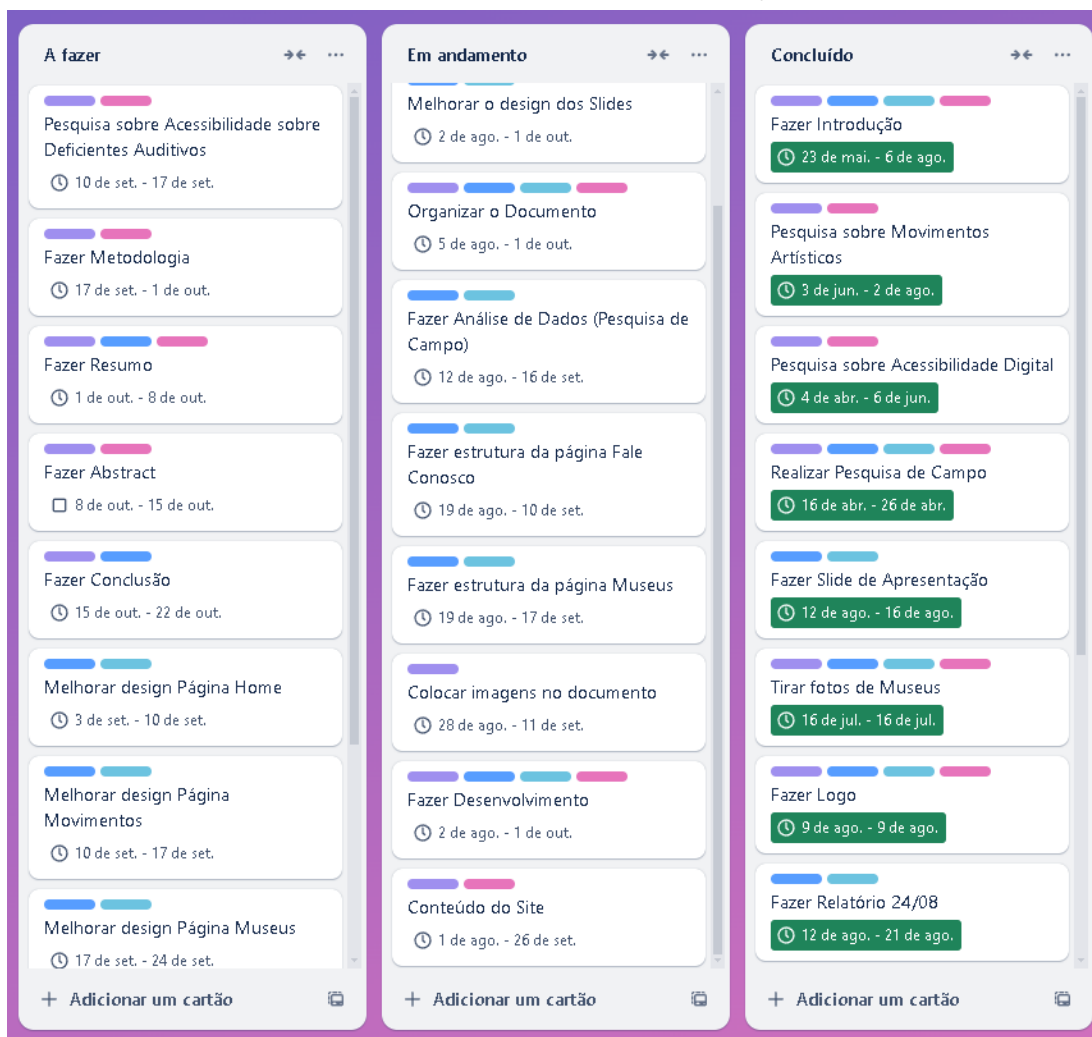 A fazer
Pesquisa sobre Acessibilidade sobre
Deficientes Auditivos
10 de set. - 17 de set.
Fazer Metodologia
17 de set. - 1 de out.
Fazer Resumo
1 de out. - 8 de out.
Fazer Abstract
8 de out. - 15 de out.
Fazer Conclusão
15 de out. - 22 de out.
Melhorar design Página Home
3 de set. - 10 de set.
Melhorar design Página
Movimentos
10 de set. - 17 de set.
Melhorar design Página Museus
17 de set. - 24 de set.
+ Adicionar um cartão
Em andamento
Melhorar o design dos Slides
2 de ago. - 1 de out.
Organizar o Documento
5 de ago. - 1 de out.
Fazer Análise de Dados (Pesquisa de
Campo)
12 de ago. - 16 de set.
Fazer estrutura da página Fale
Conosco
19 de ago. - 10 de set.
Fazer estrutura da página Museus
19 de ago. - 17 de set.
Colocar imagens no documento
28 de ago. - 11 de set.
Fazer Desenvolvimento
2 de ago. - 1 de out.
Conteúdo do Site
1 de ago. - 26 de set.
+ Adicionar um cartão
Concluído
Fazer Introdução
23 de mai. - 6 de ago.
Pesquisa sobre Movimentos
Artísticos
3 de jun. - 2 de ago.
Pesquisa sobre Acessibilidade Digital
4 de abr. - 6 de jun.
Realizar Pesquisa de Campo
16 de abr. - 26 de abr.
Fazer Slide de Apresentação
12 de ago. - 16 de ago.
Tirar fotos de Museus
16 de jul. - 16 de jul.
Fazer Logo
9 de ago. - 9 de ago.
Fazer Relatório 24/08
12 de ago. - 21 de ago.
+ Adicionar um cartão